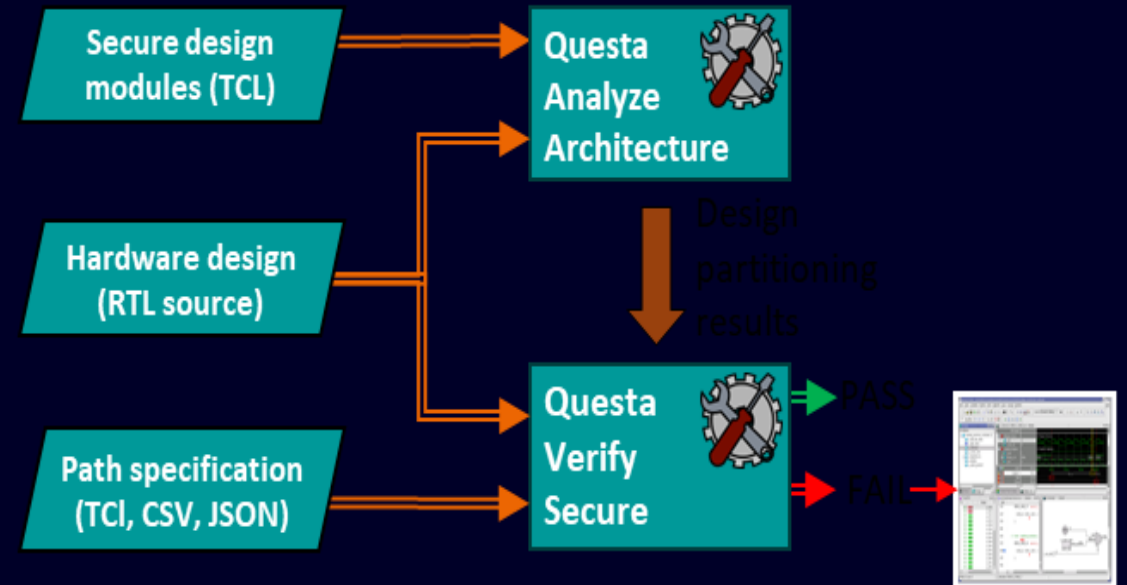 Secure design
modules (TCL)
Questa
Analyze
Architecture
Hardware design
(RTL source)
Design
partitioning
results
Path specification
(TCl, CSV, JSON)
Questa
Verify
Secure
PASS
FAIL